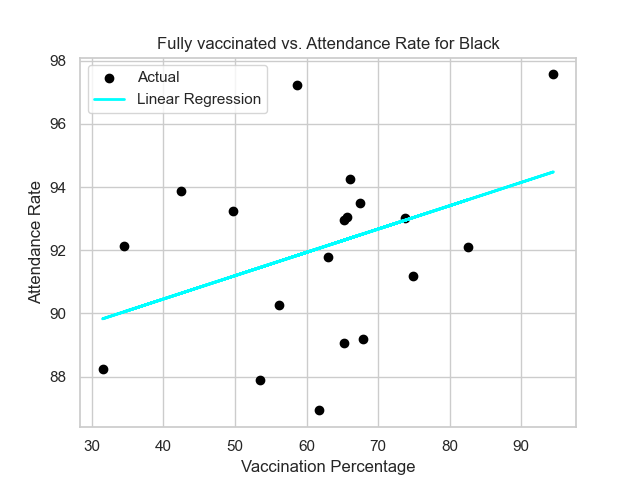 Fully vaccinated vs. Attendance Rate for Black
98
Actual
Linear Regression
96
94
92
90
88
Attendance Rate
30 40 50 60 70 80 90
Vaccination Percentage